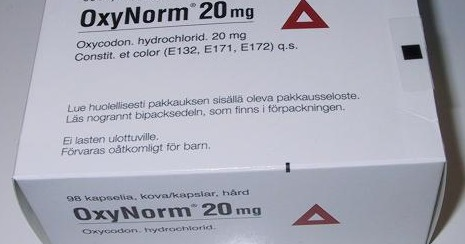 OxyNorm® 20 mg
Oxycodon. hydrochlorid. 20 mg
Constit. et color (E132, E171, E172) q.s.
Lue huolellisesti pakkauksen sisällä oleva pakkausseloste.
Läs nogrannt bipacksedeln, som finns i förpackningen.
Ei lasten ulottuville.
Förvaras oåtkomligt för barn.
98 kapselia, kova/kapslar, hård
OxyNorm® 20 mg
Oxycodon. hydrochlorid.